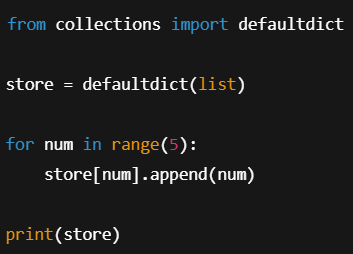 from collections import defaultdict
store = defaultdict(list)
for num in range(5):
    store[num].append(num)
print(store)